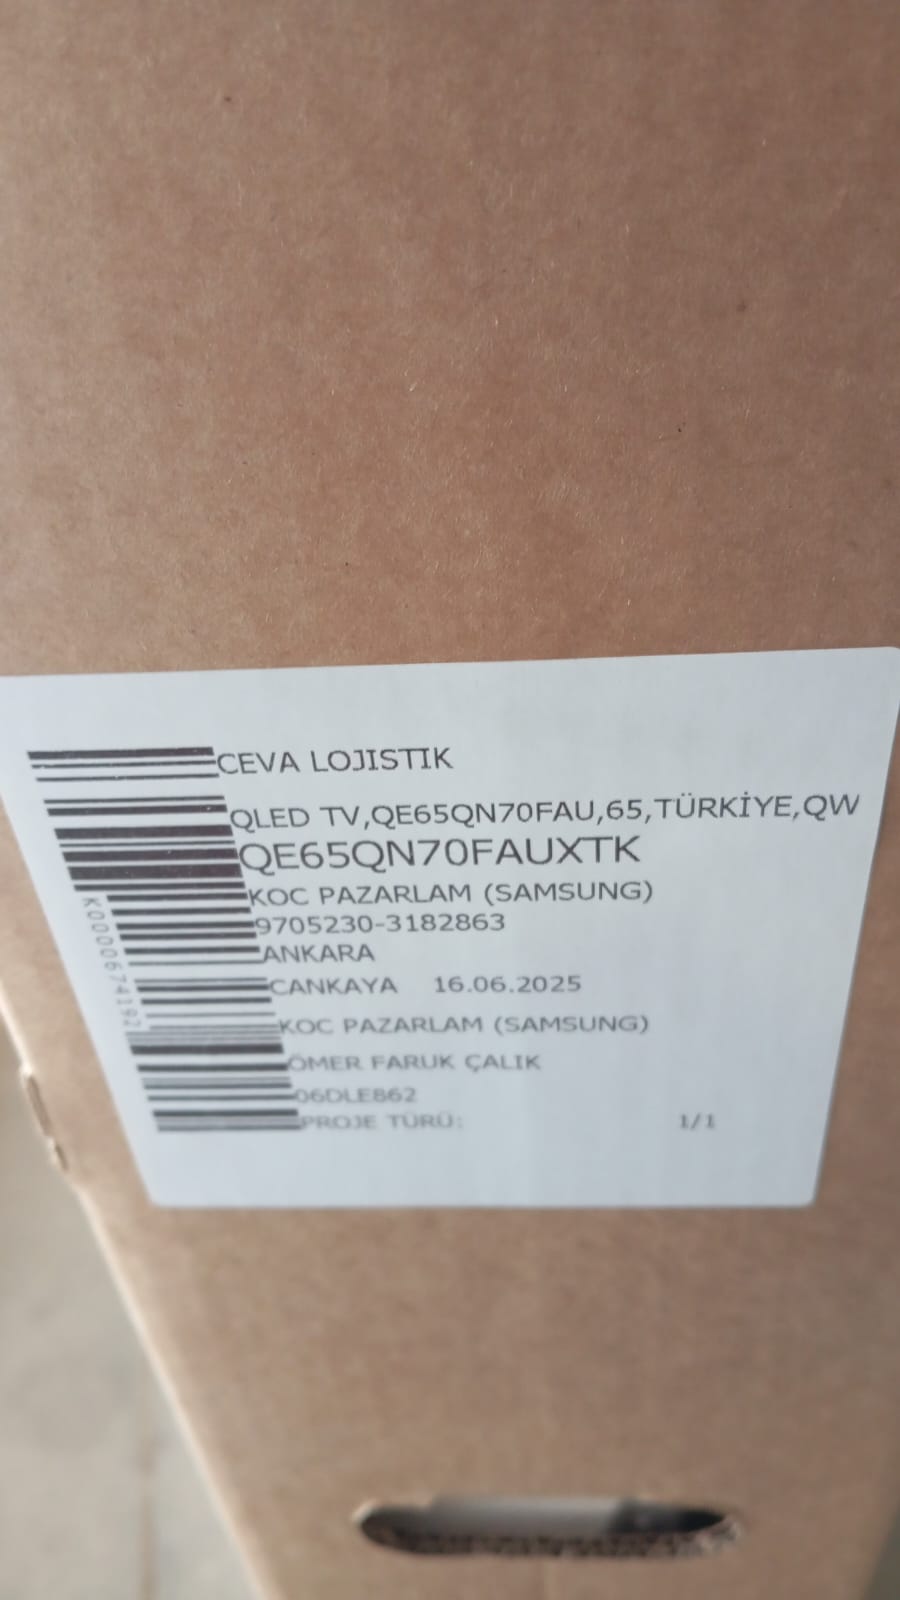 CEVA LOJISTIK
QLED TV,QE65QN70FAU,65,TÜRKİYE,QW
QE65QN70FAUXTK
KOC PAZARLAM (SAMSUNG)
9705230-3182863
ANKARA
CANKAYA 16.06.2025
KOC PAZARLAM (SAMSUNG)
ÖMER FARUK ÇALIK
06DLE862
PROJE TÜRÜ: 1/1
K0000674192